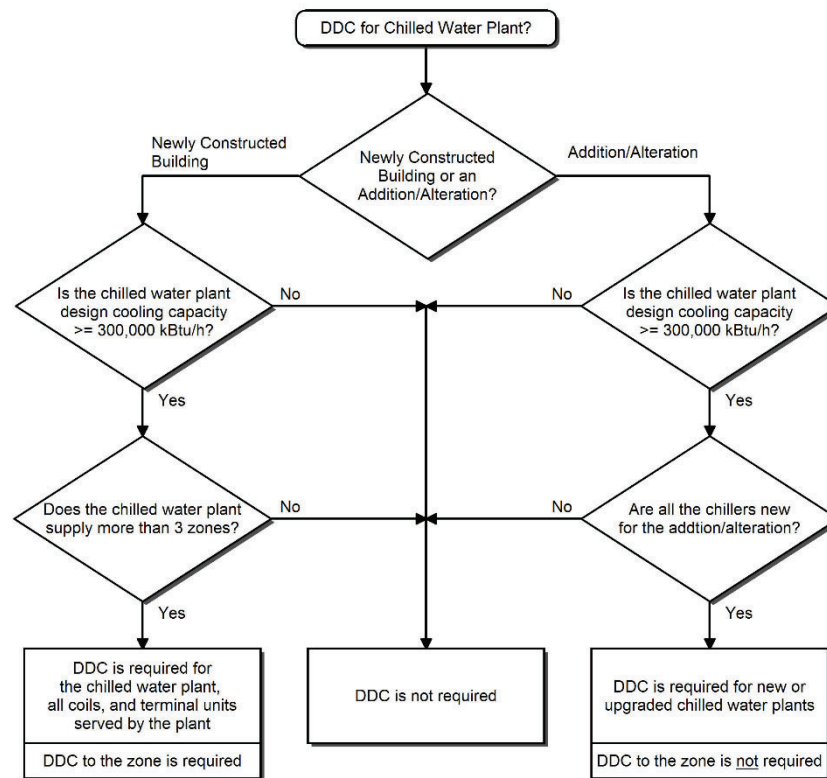 DDC for Chilled Water Plant?
Newly Constructed
Building
Addition/Alteration
Newly Constructed
Building or an
Addition/Alteration?
Is the chilled water plant
design cooling capacity
>= 300,000 kBtu/h?
No
No
Is the chilled water plant
design cooling capacity
>= 300,000 kBtu/h?
Yes
Yes
Does the chilled water plant
supply more than 3 zones?
No
No
Are all the chillers new
for the addtion/alteration?
Yes
Yes
DDC is required for
the chilled water plant,
all coils, and terminal units
served by the plant
DDC to the zone is required
DDC is not required
DDC is required for new or
upgraded chilled water plants
DDC to the zone is not required